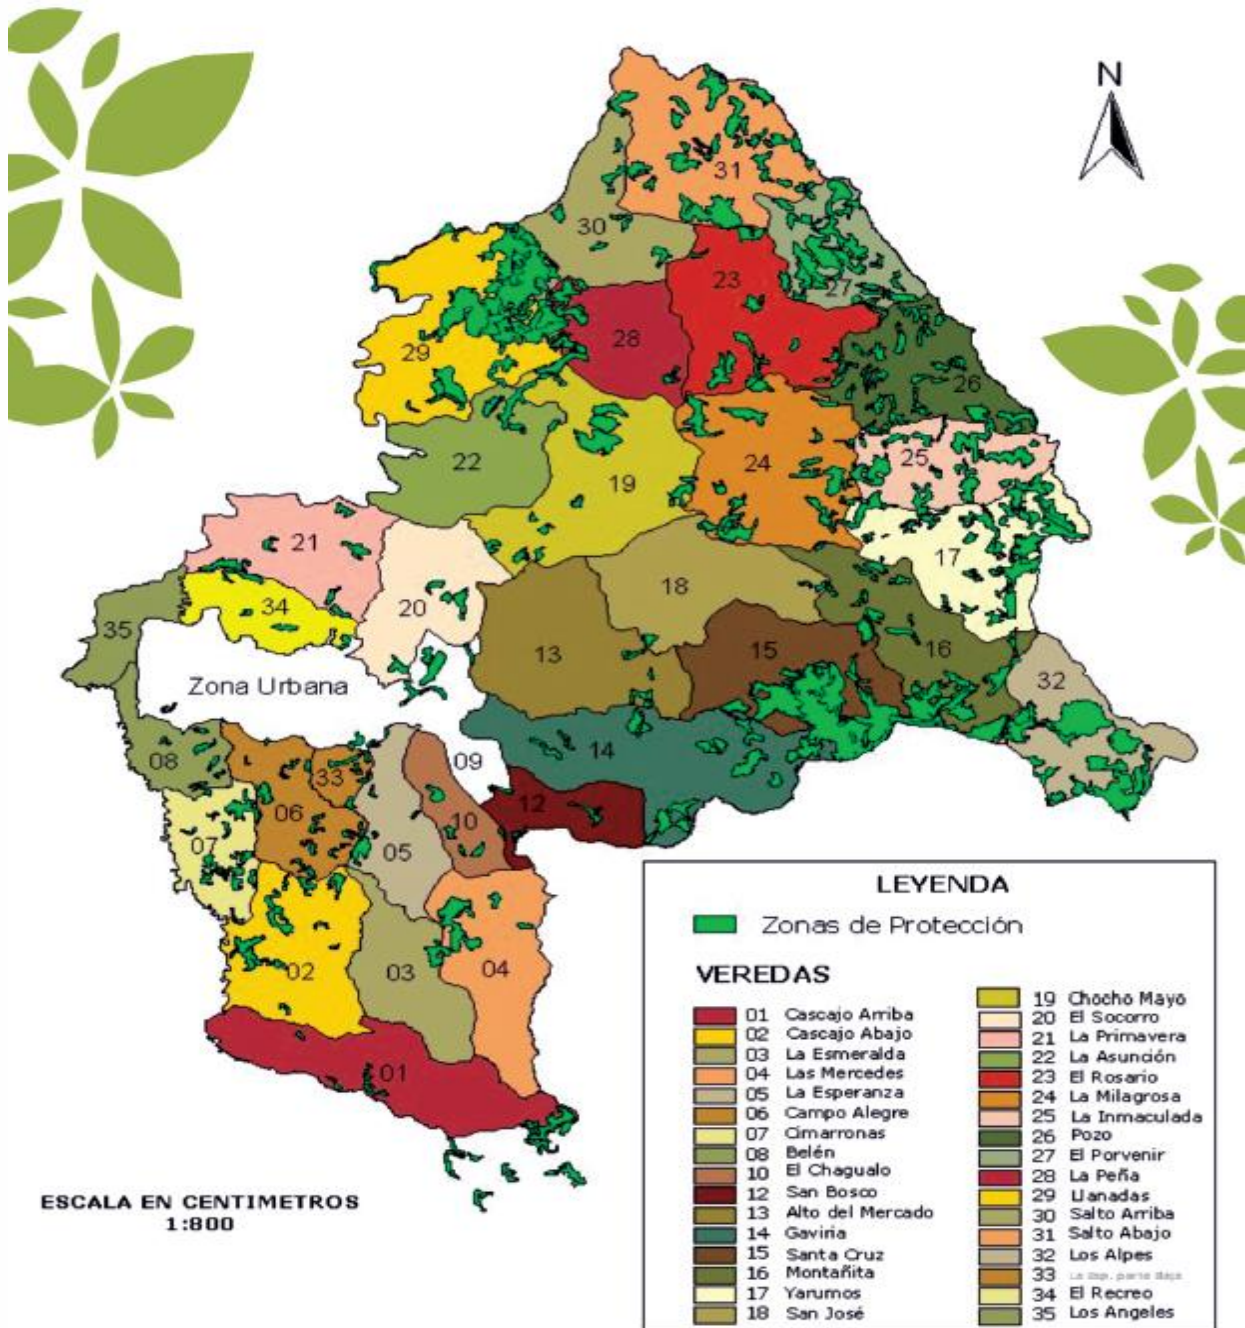 N
31
30
23
27
29
28
26
22
19
24
25
21
17
34
20
18
35
13
15
16
32
Zona Urbana
14
08
33
09
06
12
07
05
10
02
03
04
01
ESCALA EN CENTIMETROS
1:800
LEYENDA
Zonas de Protección
VEREDAS
01 Cascajo Arriba
02 Cascajo Abajo
03 La Esmeralda
04 Las Mercedes
05 La Esperanza
06 Campo Alegre
07 Cimarronas
08 Belén
10 El Chagualo
12 San Bosco
13 Alto del Mercado
14 Gaviria
15 Santa Cruz
16 Montañita
17 Yarumos
18 San José
19 Chocho Mayo
20 El Socorro
21 La Primavera
22 La Asunción
23 El Rosario
24 La Milagrosa
25 La Inmaculada
26 Pozo
27 El Porvenir
28 La Peña
29 Llanadas
30 Salto Arriba
31 Salto Abajo
32 Los Alpes
33 La Esp. parte Baja
34 El Recreo
35 Los Angeles